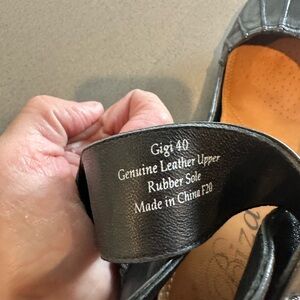 Gigi 40
Genuine Leather Upper
Rubber Sole
Made in China F20